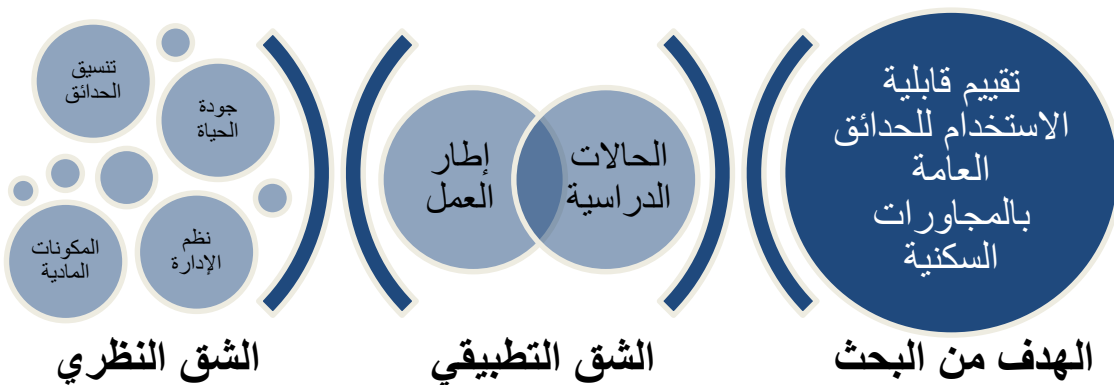 تقييم قابلية
الاستخدام للحدائق
العامة
بالمجاورات
السكنية
الهدف من البحث
الحالات
الدراسية
إطار
العمل
الشق التطبيقي
تنسيق
الحدائق
جودة
الحياة
نظم
الإدارة
المكونات
المادية
الشق النظري